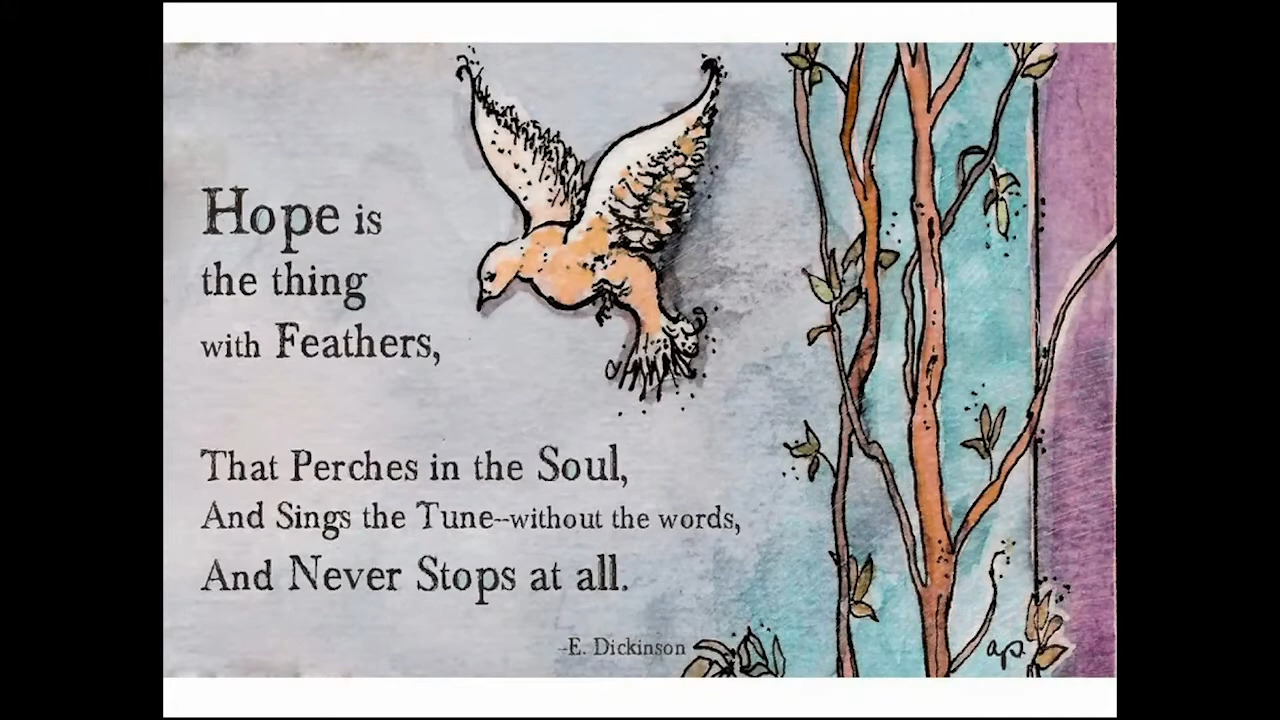 Hope is
the thing
with Feathers,
That Perches in the Soul,
And Sings the Tune--without the words,
And Never Stops at all.
-E. Dickinson
a.p.